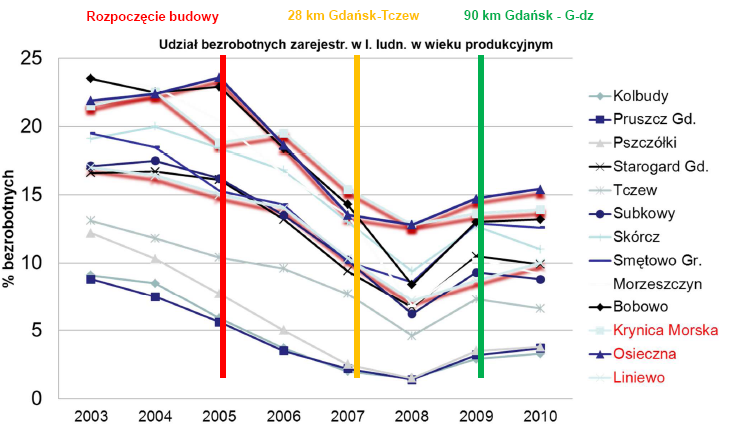 Rozpoczęcie budowy
28 km Gdańsk-Tczew
90 km Gdańsk - G-dz
Udział bezrobotnych zarejestr. w l. ludn. w wieku produkcyjnym
% bezrobotnych
25
20
15
10
5
0
2003 2004 2005 2006 2007 2008 2009 2010
Kolbudy
Pruszcz Gd.
Pszczółki
Starogard Gd.
Tczew
Subkowy
Skórcz
Smętowo Gr.
Morzeszczyn
Bobowo
Krynica Morska
Osieczna
Liniewo